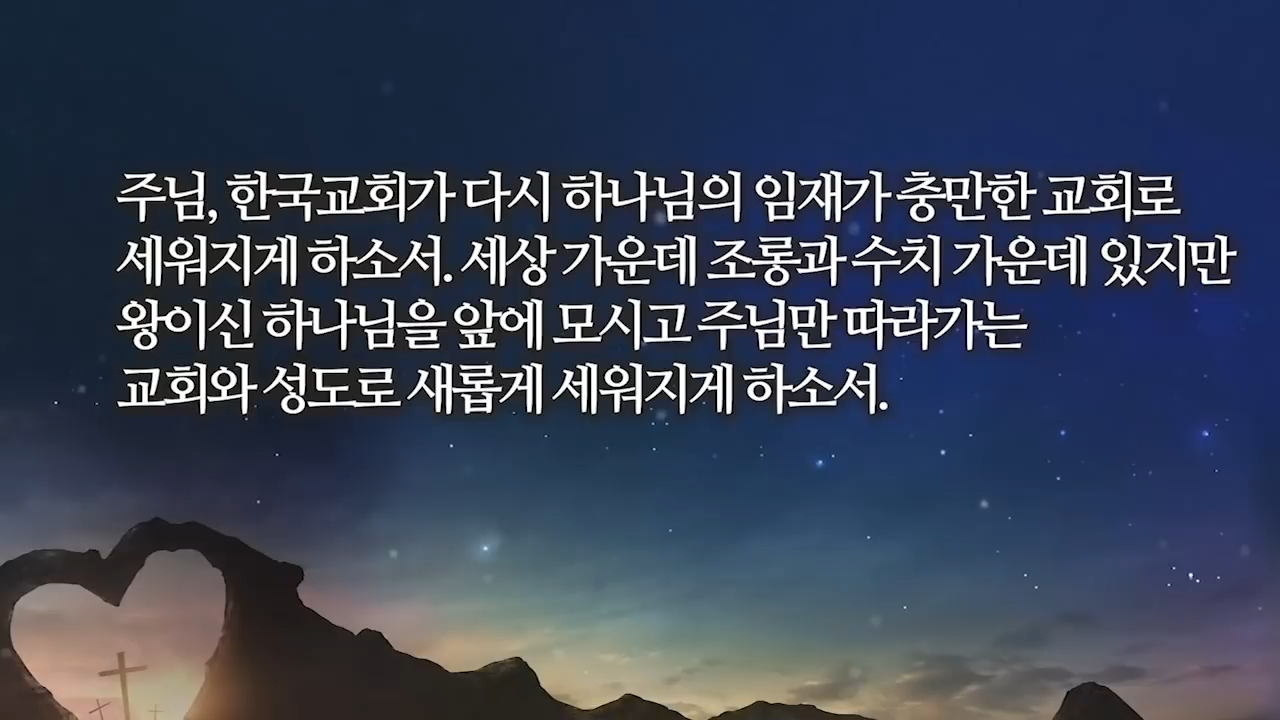 주님, 한국교회가 다시 하나님의 임재가 충만한 교회로
세워지게 하소서. 세상 가운데 조롱과 수치 가운데 있지만
왕이신 하나님을 앞에 모시고 주님만 따라가는
교회와 성도로 새롭게 세워지게 하소서.